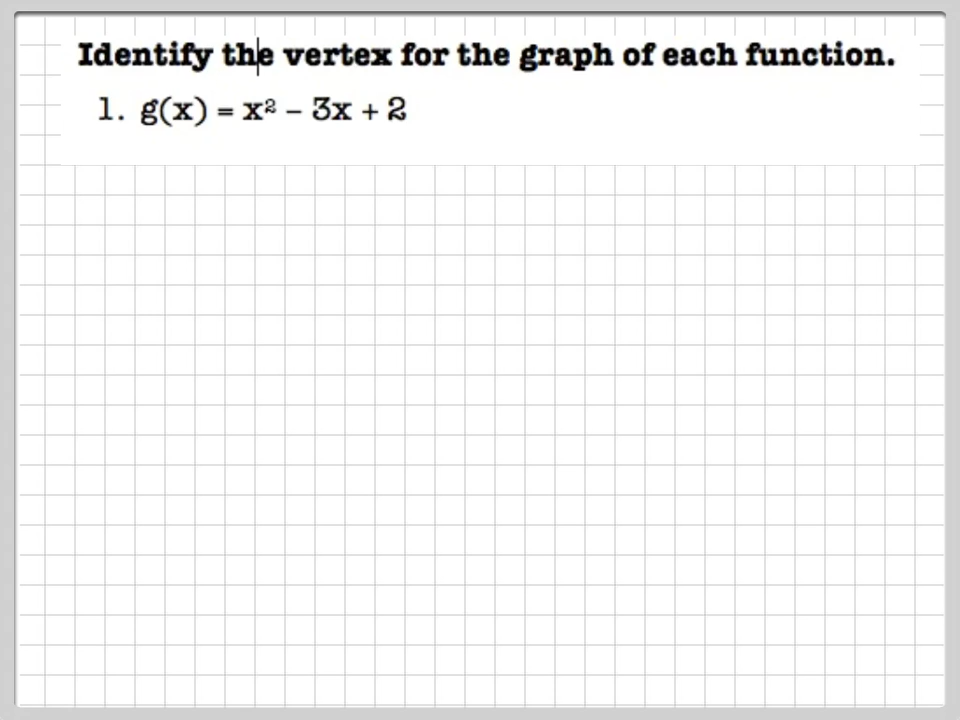 Identify the vertex for the graph of each function.
1. g(x) = x² – 3x + 2